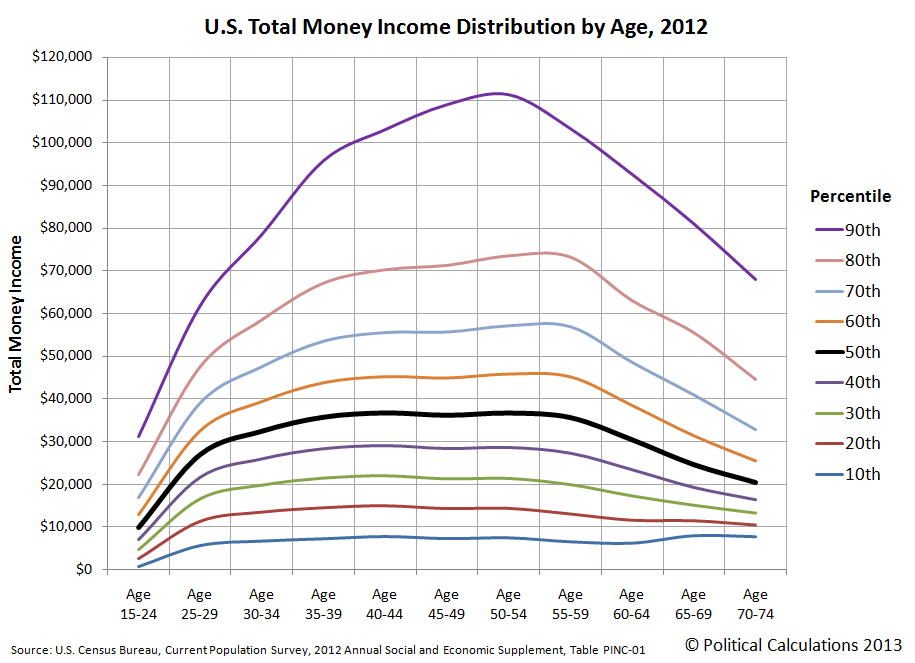 U.S. Total Money Income Distribution by Age, 2012
Total Money Income
$120,000
$110,000
$100,000
$90,000
$80,000
$70,000
$60,000
$50,000
$40,000
$30,000
$20,000
$10,000
$0
Age 15-24
Age 25-29
Age 30-34
Age 35-39
Age 40-44
Age 45-49
Age 50-54
Age 55-59
Age 60-64
Age 65-69
Age 70-74
Percentile
90th
80th
70th
60th
50th
40th
30th
20th
10th
Source: U.S. Census Bureau, Current Population Survey, 2012 Annual Social and Economic Supplement, Table PINC-01
© Political Calculations 2013